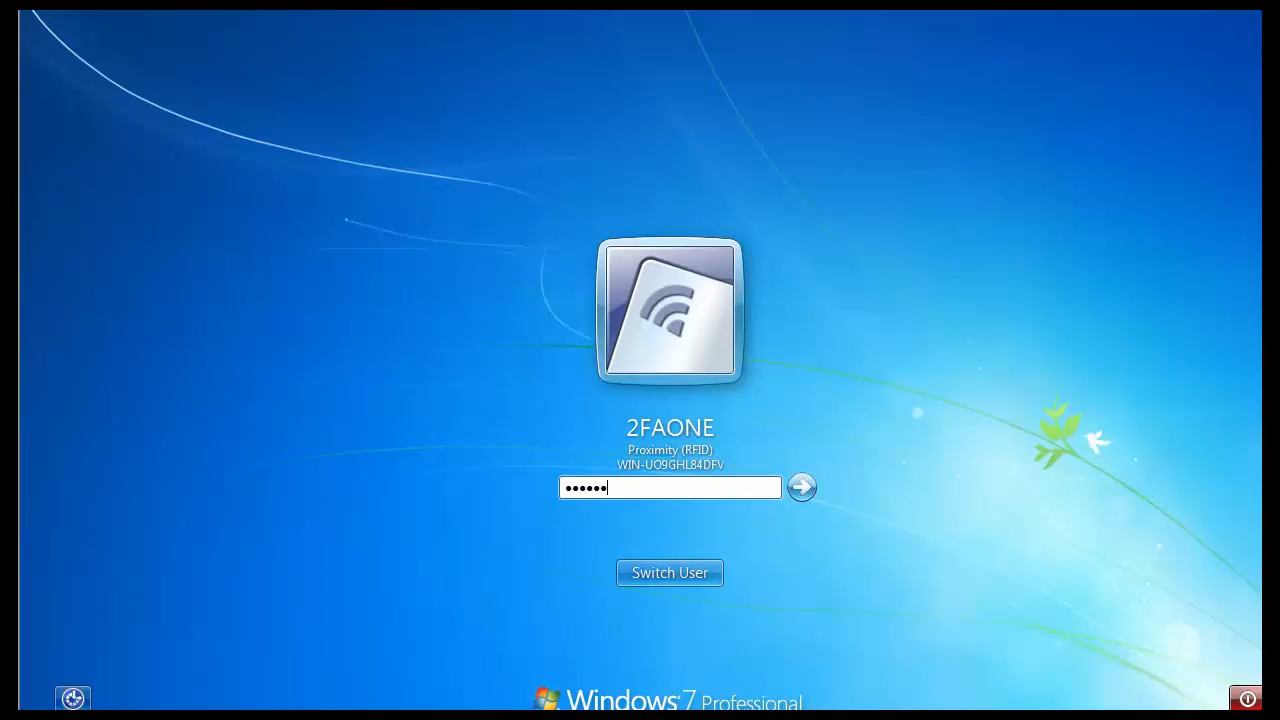 2FAONE
Proximity (RFID)
WIN-UO9GHL84DFV
••••••
Switch User
Windows 7 Professional